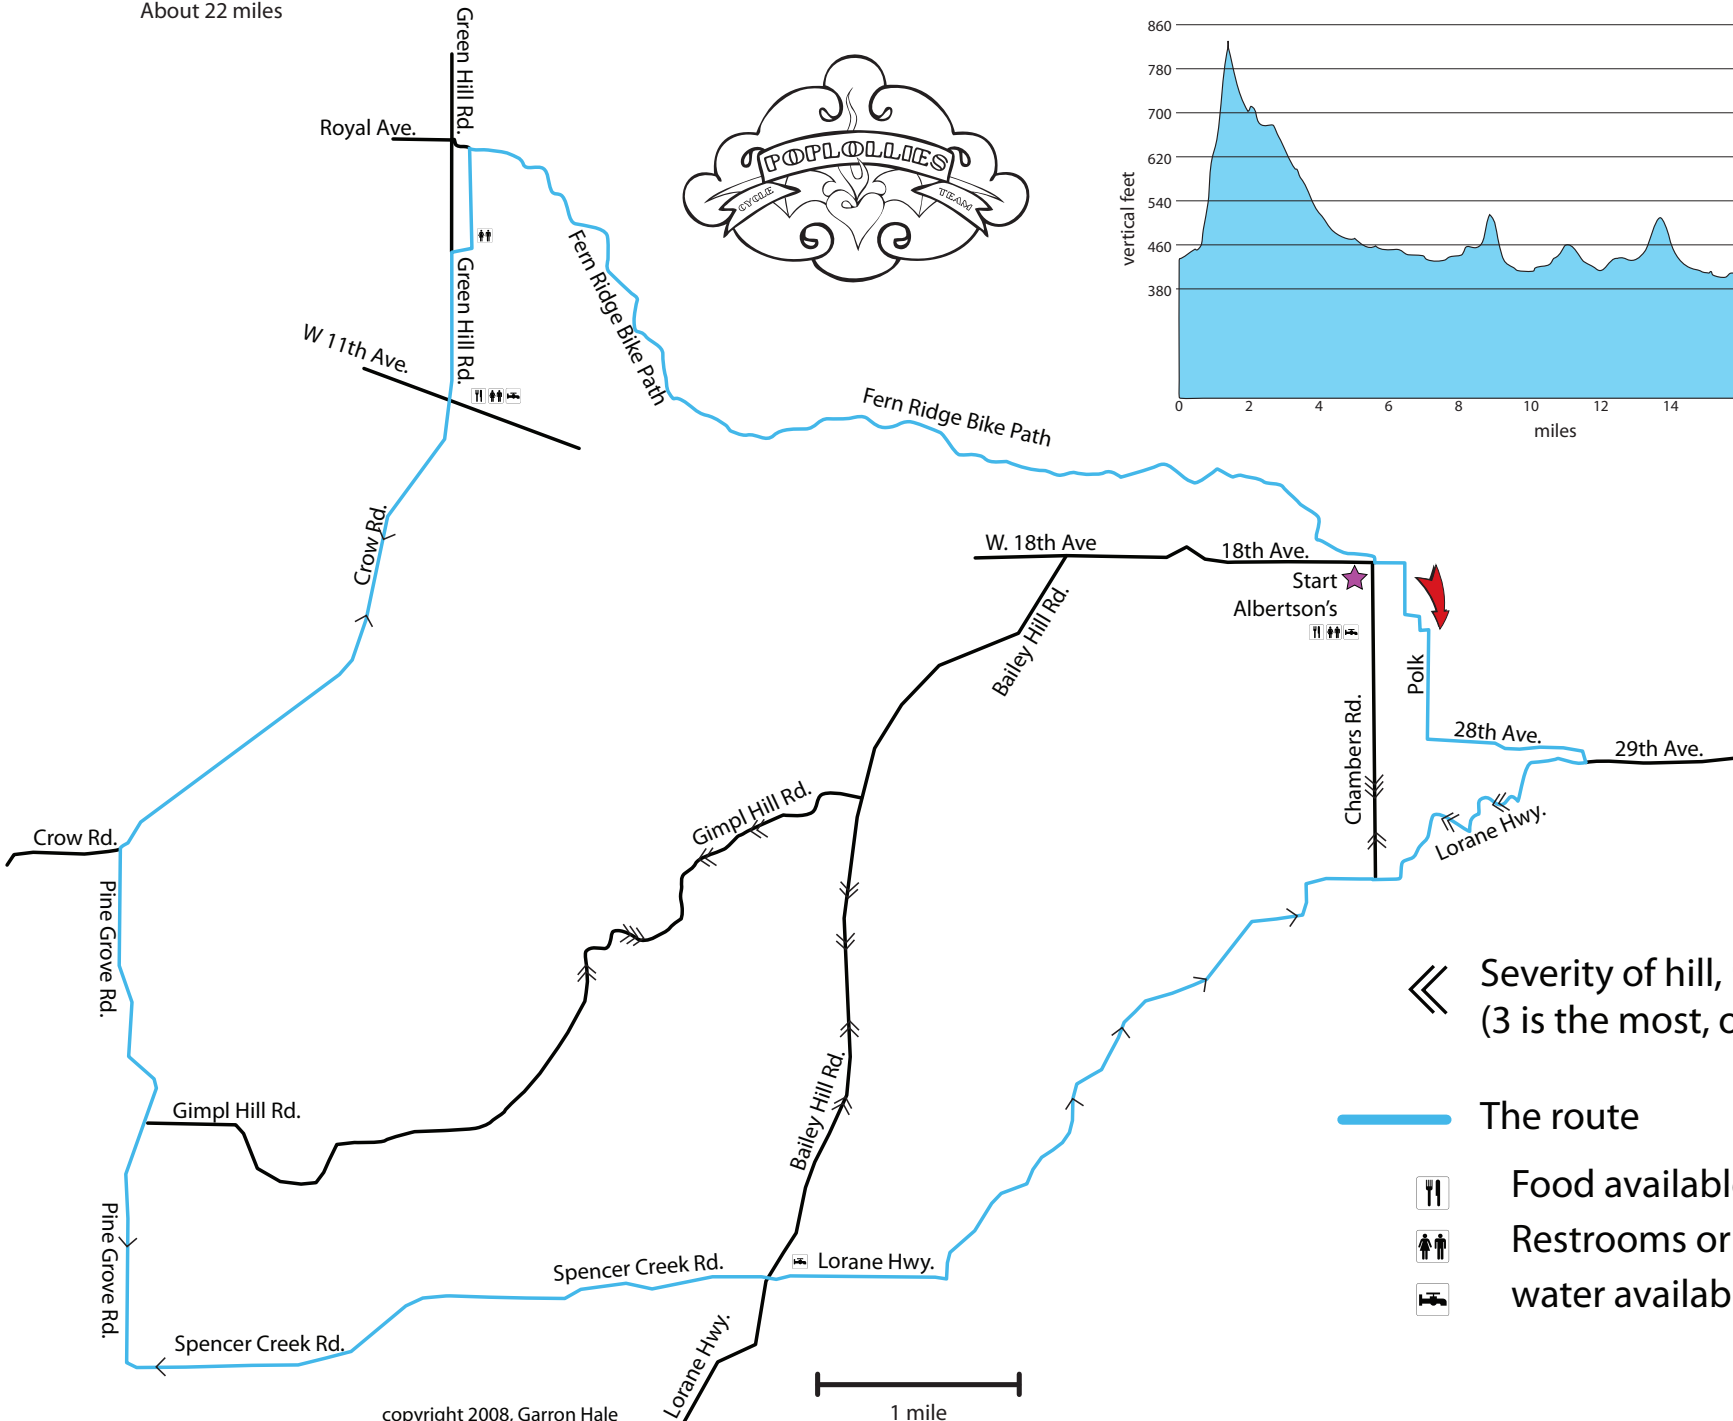 About 22 miles
Green Hill Rd.
Royal Ave.
POPLOLLIES
CYCLE
TEAM
860
780
700
620
540
460
380
vertical feet
0
2
4
6
8
10
12
14
miles
Fern Ridge Bike Path
Green Hill Rd.
W 11th Ave.
Fern Ridge Bike Path
Crow Rd.
W. 18th Ave
18th Ave.
Start
Albertson's
Bailey Hill Rd.
Polk
Chambers Rd.
28th Ave.
29th Ave.
Lorane Hwy.
Gimpl Hill Rd.
Crow Rd.
Pine Grove Rd.
Gimpl Hill Rd.
Bailey Hill Rd.
Pine Grove Rd.
Spencer Creek Rd.
Lorane Hwy.
Spencer Creek Rd.
Lorane Hwy.
Severity of hill,
(3 is the most,
The route
Food availabl
Restrooms or
water availab
copyright 2008, Garron Hale
1 mile